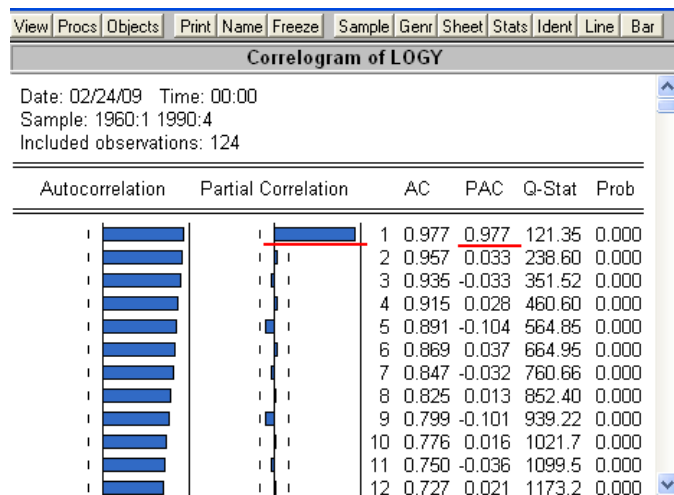 View Procs Objects Print Name Freeze Sample Genr Sheet Stats Ident Line Bar
Correlogram of LOGY
Date: 02/24/09 Time: 00:00
Sample: 1960:1 1990:4
Included observations: 124
Autocorrelation Partial Correlation AC PAC Q-Stat Prob
1 0.977 0.977 121.35 0.000
2 0.957 0.033 238.60 0.000
3 0.935 -0.033 351.52 0.000
4 0.915 0.028 460.60 0.000
5 0.891 -0.104 564.85 0.000
6 0.869 0.037 664.95 0.000
7 0.847 -0.032 760.66 0.000
8 0.825 0.013 852.40 0.000
9 0.799 -0.101 939.22 0.000
10 0.776 0.016 1021.7 0.000
11 0.750 -0.036 1099.5 0.000
12 0.727 0.021 1173.2 0.000